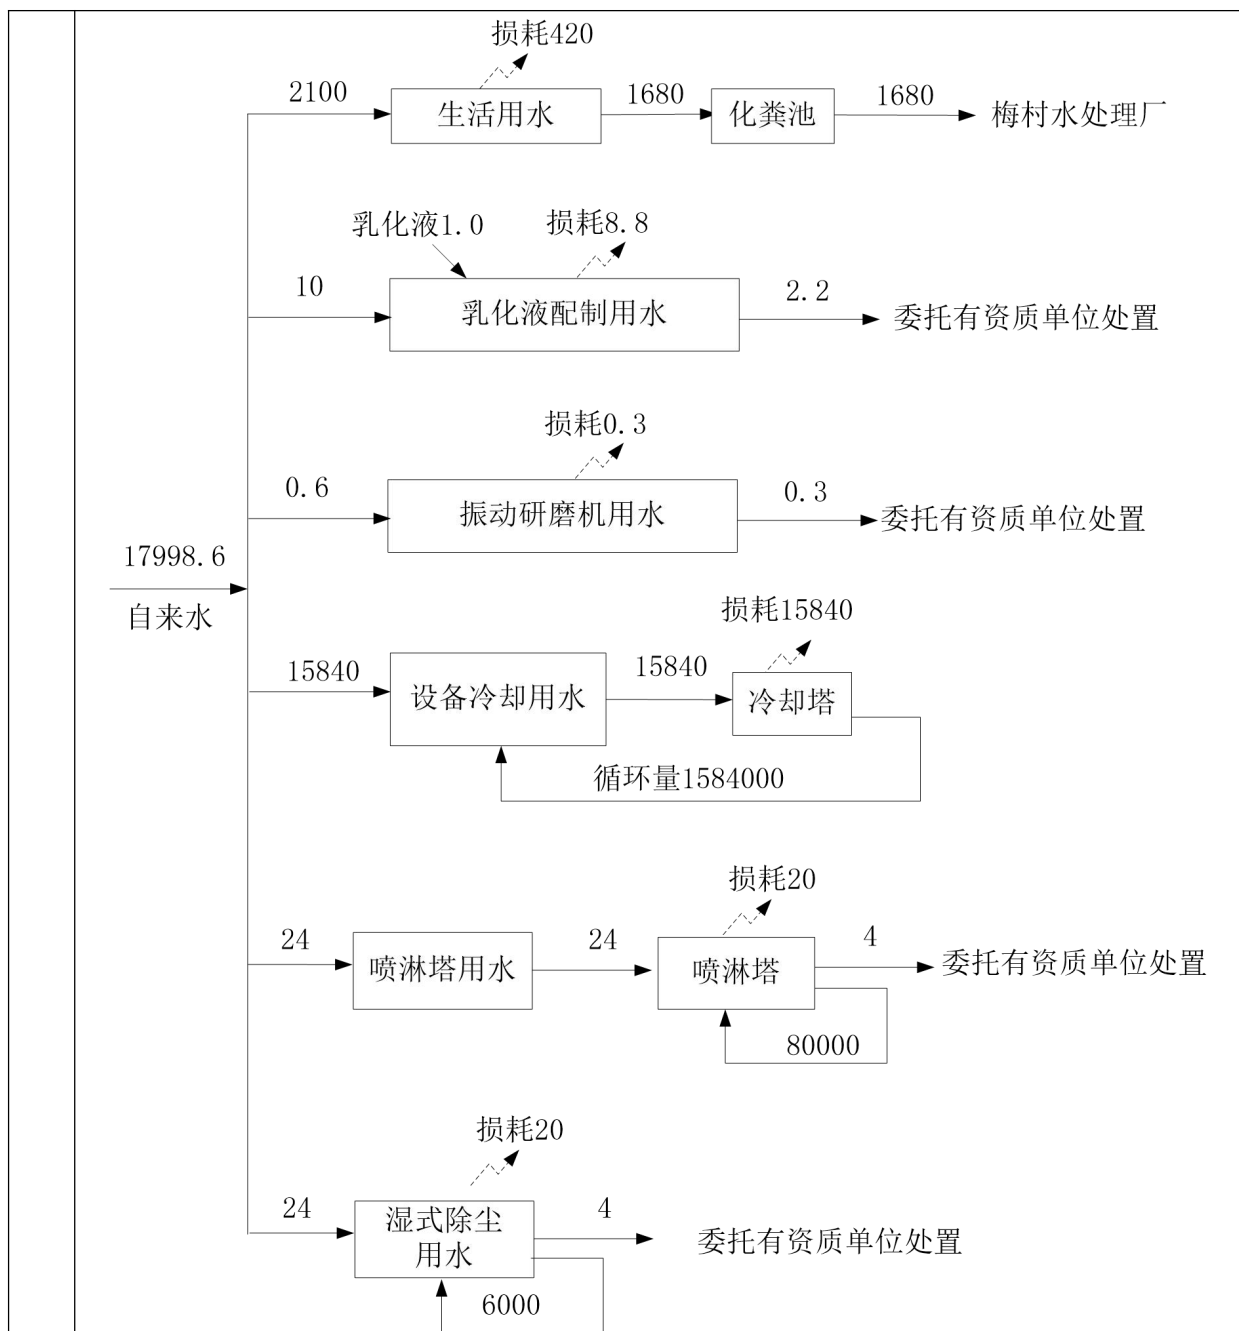 损耗420
2100
生活用水
1680
化粪池
1680
梅村水处理厂
乳化液1.0
损耗8.8
10
乳化液配制用水
2.2
委托有资质单位处置
损耗0.3
0.6
振动研磨机用水
0.3
委托有资质单位处置
17998.6
自来水
损耗15840
15840
设备冷却用水
15840
冷却塔
循环量1584000
损耗20
24
喷淋塔用水
24
喷淋塔
4
委托有资质单位处置
80000
损耗20
24
湿式除尘
用水
4
委托有资质单位处置
6000